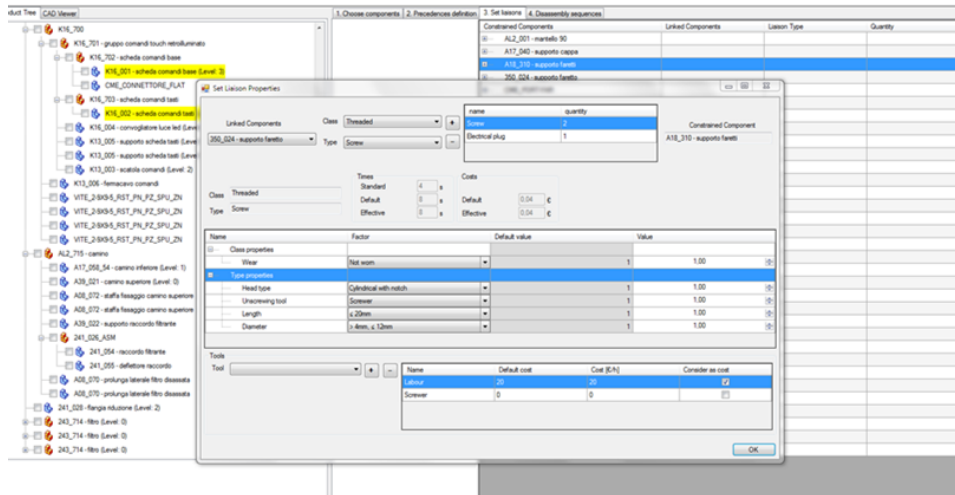 duct Tree CAD Viewer
1. Choose components 2. Precedences definition 3. Set liaisons 4. Disassembly sequences
Constrained Components Linked Components Liaison Type Quantity
AL2_001 - mantello 90
A17_040 - supporto cappa
A18_310 - supporto faretti
350_024 - supporto faretto
K16_700
K16_701 - gruppo comandi touch retroilluminato
K16_702 - scheda comandi base
K16_001 - scheda comandi base (Level: 3)
CME_CONNETTORE_FLAT
K16_703 - scheda comandi tasti
K16_002 - scheda comandi tasti
K16_004 - convogliatore luce led (Leve
K13_005 - supporto scheda tasti (Leve
K13_005 - supporto scheda tasti (Leve
K13_003 - scatola comandi (Level: 2)
K13_006 - fermacavo comandi
VITE_2-9X9-5_RST_PN_PZ_SPU_ZN
VITE_2-9X9-5_RST_PN_PZ_SPU_ZN
VITE_2-9X9-5_RST_PN_PZ_SPU_ZN
VITE_2-9X9-5_RST_PN_PZ_SPU_ZN
AL2_715 - camino
A17_058_54 - camino inferiore (Level: 1)
A39_021 - camino superiore (Level: 0)
A08_072 - staffa fissaggio camino superiore
A08_072 - staffa fissaggio camino superiore
A39_022 - supporto raccordo filtrante
241_026_ASM
241_054 - raccordo filtrante
241_055 - deflettore raccordo
A08_070 - prolunga laterale filtro disassata
A08_070 - prolunga laterale filtro disassata
241_028 - flangia riduzione (Level: 2)
243_714 - filtro (Level: 0)
243_714 - filtro (Level: 0)
243_714 - filtro (Level: 0)
Set Liaison Properties
Linked Components
350_024 - supporto faretto
Class Threaded +
Type Screw -
name quantity
Screw 2
Electrical plug 1
Constrained Component
A18_310 - supporto faretti
Class Threaded
Type Screw
Times
Standard 4 s
Default 8 s
Effective 8 s
Costs
Default 0,04 €
Effective 0,04 €
Name Factor Default value Value
Class properties
Wear Not worn 1 1,00
Type properties
Head type Cylindrical with notch 1 1,00
Unscrewing tool Screwer 1 1,00
Length ≤ 20mm 1 1,00
Diameter > 4mm, ≤ 12mm 1 1,00
Tools
Tool + -
Name Default cost Cost [€/h] Consider as cost
Labour 20 20
Screwer 0 0
OK